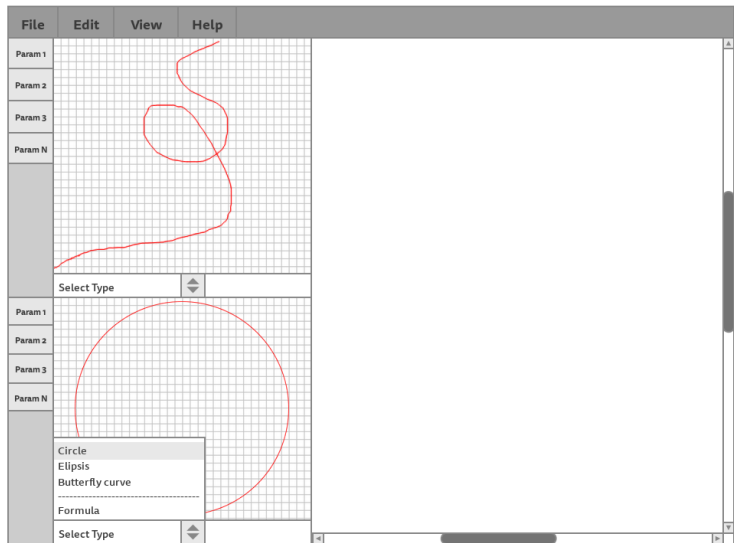 File Edit View Help
Param 1
Param 2
Param 3
Param N
Select Type
Param 1
Param 2
Param 3
Param N
Circle
Elipsis
Butterfly curve
Formula
Select Type